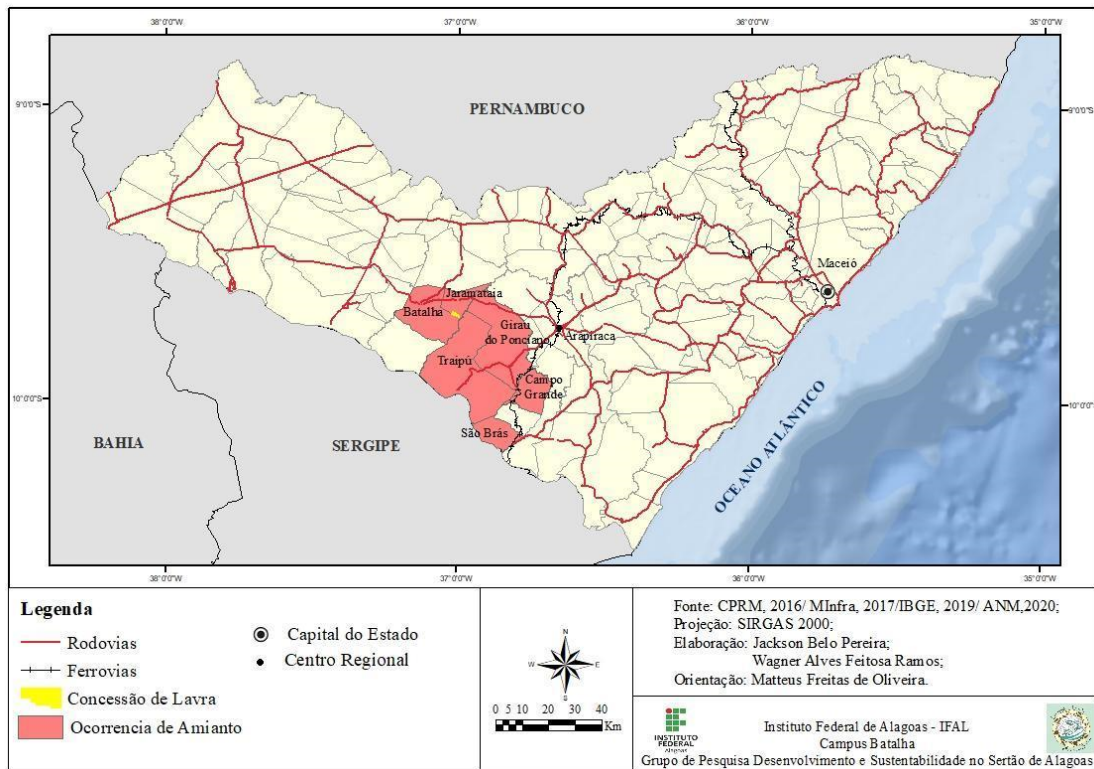 38°0'0"W 37°0'0"W 36°0'0"W 35°0'0"W
9°0'0"S 9°0'0"S
PERNAMBUCO
Maceió
Jaramataia
Batalha
Girau
do Ponciano
Arapiraca
Traipú
Campo
Grande
10°0'0"S 10°0'0"S
São Brás
BAHIA
SERGIPE
OCEANO ATLÂNTICO
38°0'0"W 37°0'0"W 36°0'0"W 35°0'0"W
Legenda
Rodovias
Ferrovias
Concessão de Lavra
Ocorrencia de Amianto
Capital do Estado
Centro Regional
N
W E
S
0 5 10 20 30 40
Km
Fonte: CPRM, 2016/ MInfra, 2017/IBGE, 2019/ ANM,2020;
Projeção: SIRGAS 2000;
Elaboração: Jackson Belo Pereira;
Wagner Alves Feitosa Ramos;
Orientação: Matteus Freitas de Oliveira.
INSTITUTO
FEDERAL
Alagoas
Instituto Federal de Alagoas - IFAL
Campus Batalha
Grupo de Pesquisa Desenvolvimento e Sustentabilidade no Sertão de Alagoas